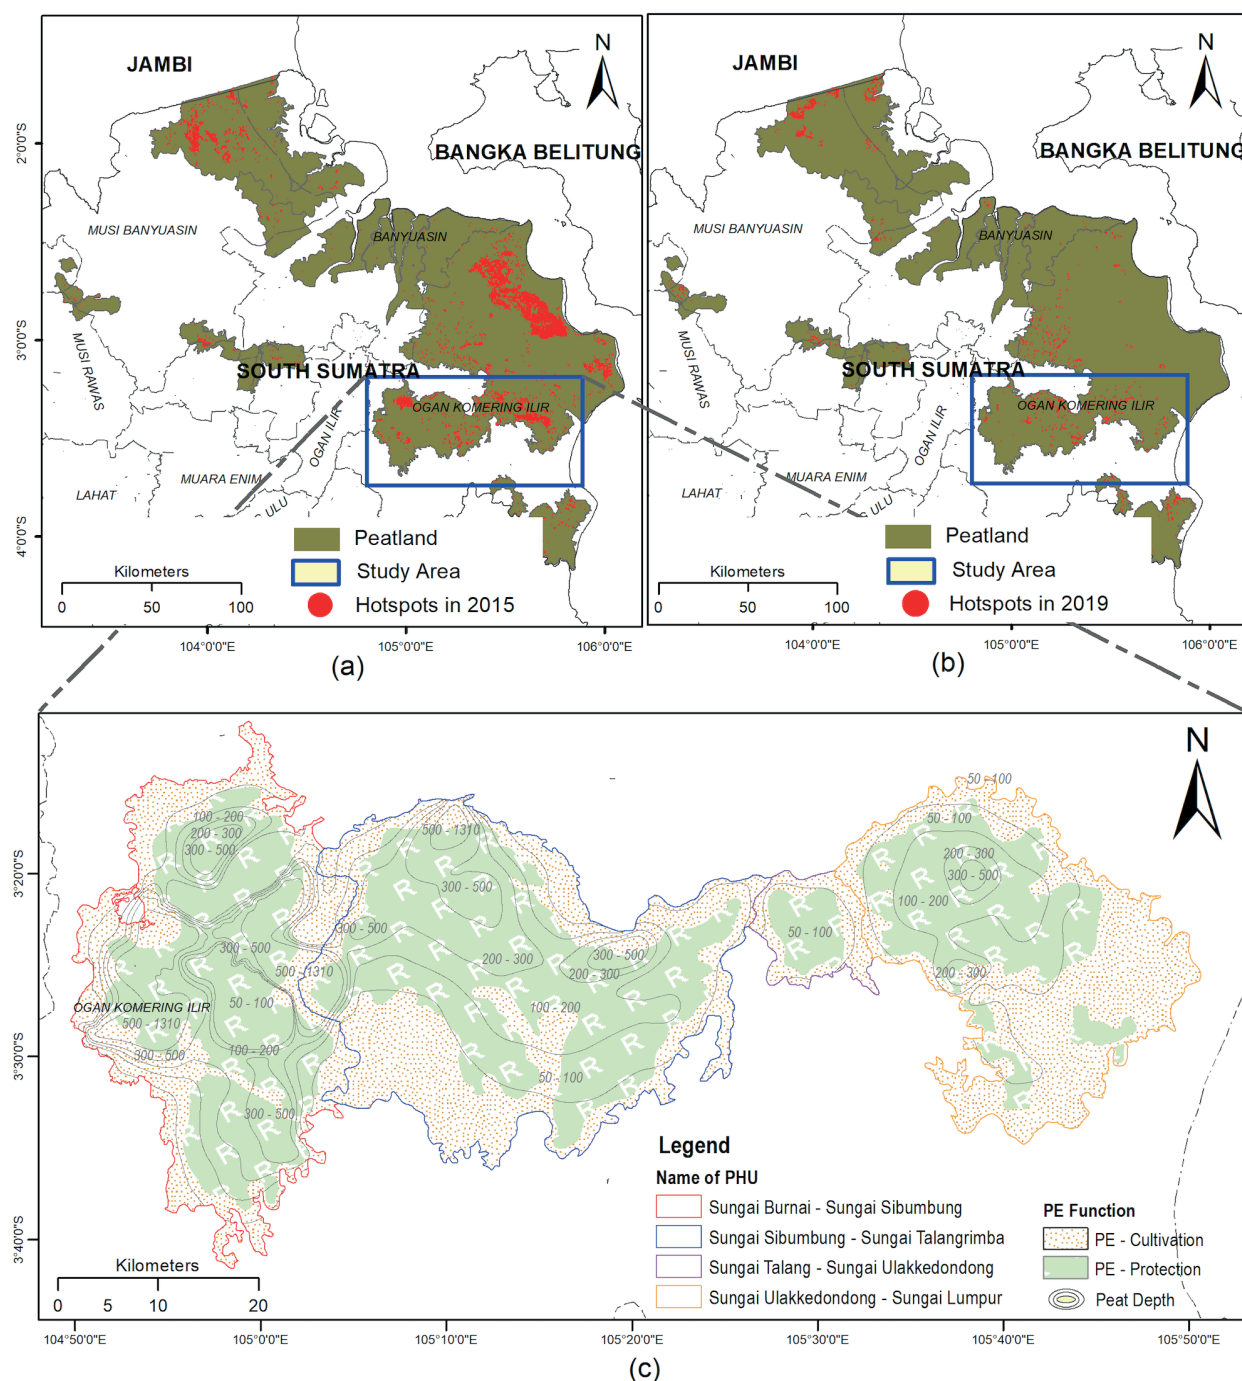 N
JAMBI
BANGKA BELITUNG
MUSI BANYUASIN
BANYUASIN
MUSI RAWAS
SOUTH SUMATRA
OGAN KOMERING ILIR
OGAN ILIR
MUARA ENIM
LAHAT
ULU
Peatland
Kilometers
Study Area
0 50 100
Hotspots in 2015
2°0'0"S
3°0'0"S
4°0'0"S
104°0'0"E 105°0'0"E 106°0'0"E
(a)
N
JAMBI
BANGKA BELITUNG
MUSI BANYUASIN
BANYUASIN
MUSI RAWAS
SOUTH SUMATRA
OGAN KOMERING ILIR
OGAN ILIR
MUARA ENIM
LAHAT
ULU
Peatland
Kilometers
Study Area
0 50 100
Hotspots in 2019
104°0'0"E 105°0'0"E 106°0'0"E
(b)
N
50 - 100
50 - 100
100 - 200
200 - 300
300 - 500
500 - 1310
300 - 500
200 - 300
300 - 500
100 - 200
300 - 500
300 - 500
500 - 1310
200 - 300
300 - 500
200 - 300
50 - 100
200 - 300
OGAN KOMERING ILIR
50 - 100
500 - 1310
300 - 500
100 - 200
100 - 200
50 - 100
300 - 500
3°20'0"S
3°30'0"S
3°40'0"S
Legend
Name of PHU
Sungai Burnai - Sungai Sibumbung
Sungai Sibumbung - Sungai Talangrimba
Sungai Talang - Sungai Ulakkedondong
Sungai Ulakkedondong - Sungai Lumpur
PE Function
PE - Cultivation
PE - Protection
Peat Depth
Kilometers
0 5 10 20
104°50'0"E 105°0'0"E 105°10'0"E 105°20'0"E 105°30'0"E 105°40'0"E 105°50'0"E
(c)